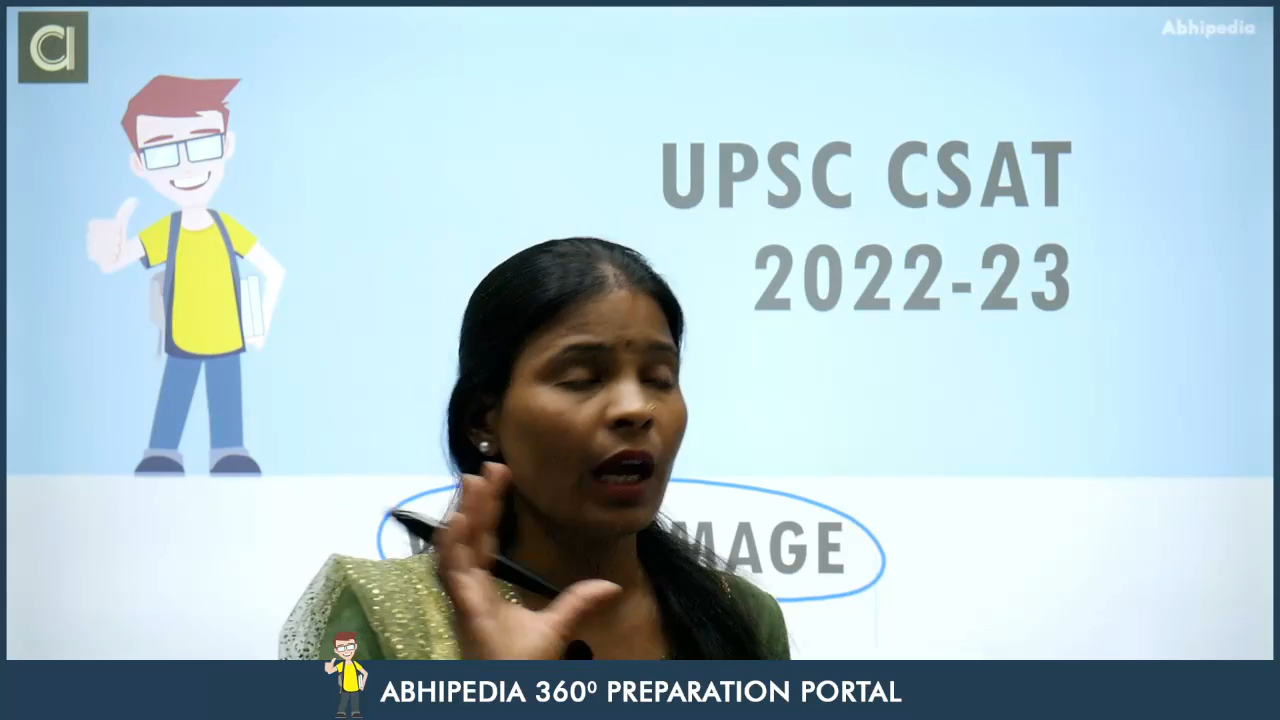 Abhipedia
UPSC CSAT
2022-23
MAGE
ABHIPEDIA 360⁰ PREPARATION PORTAL